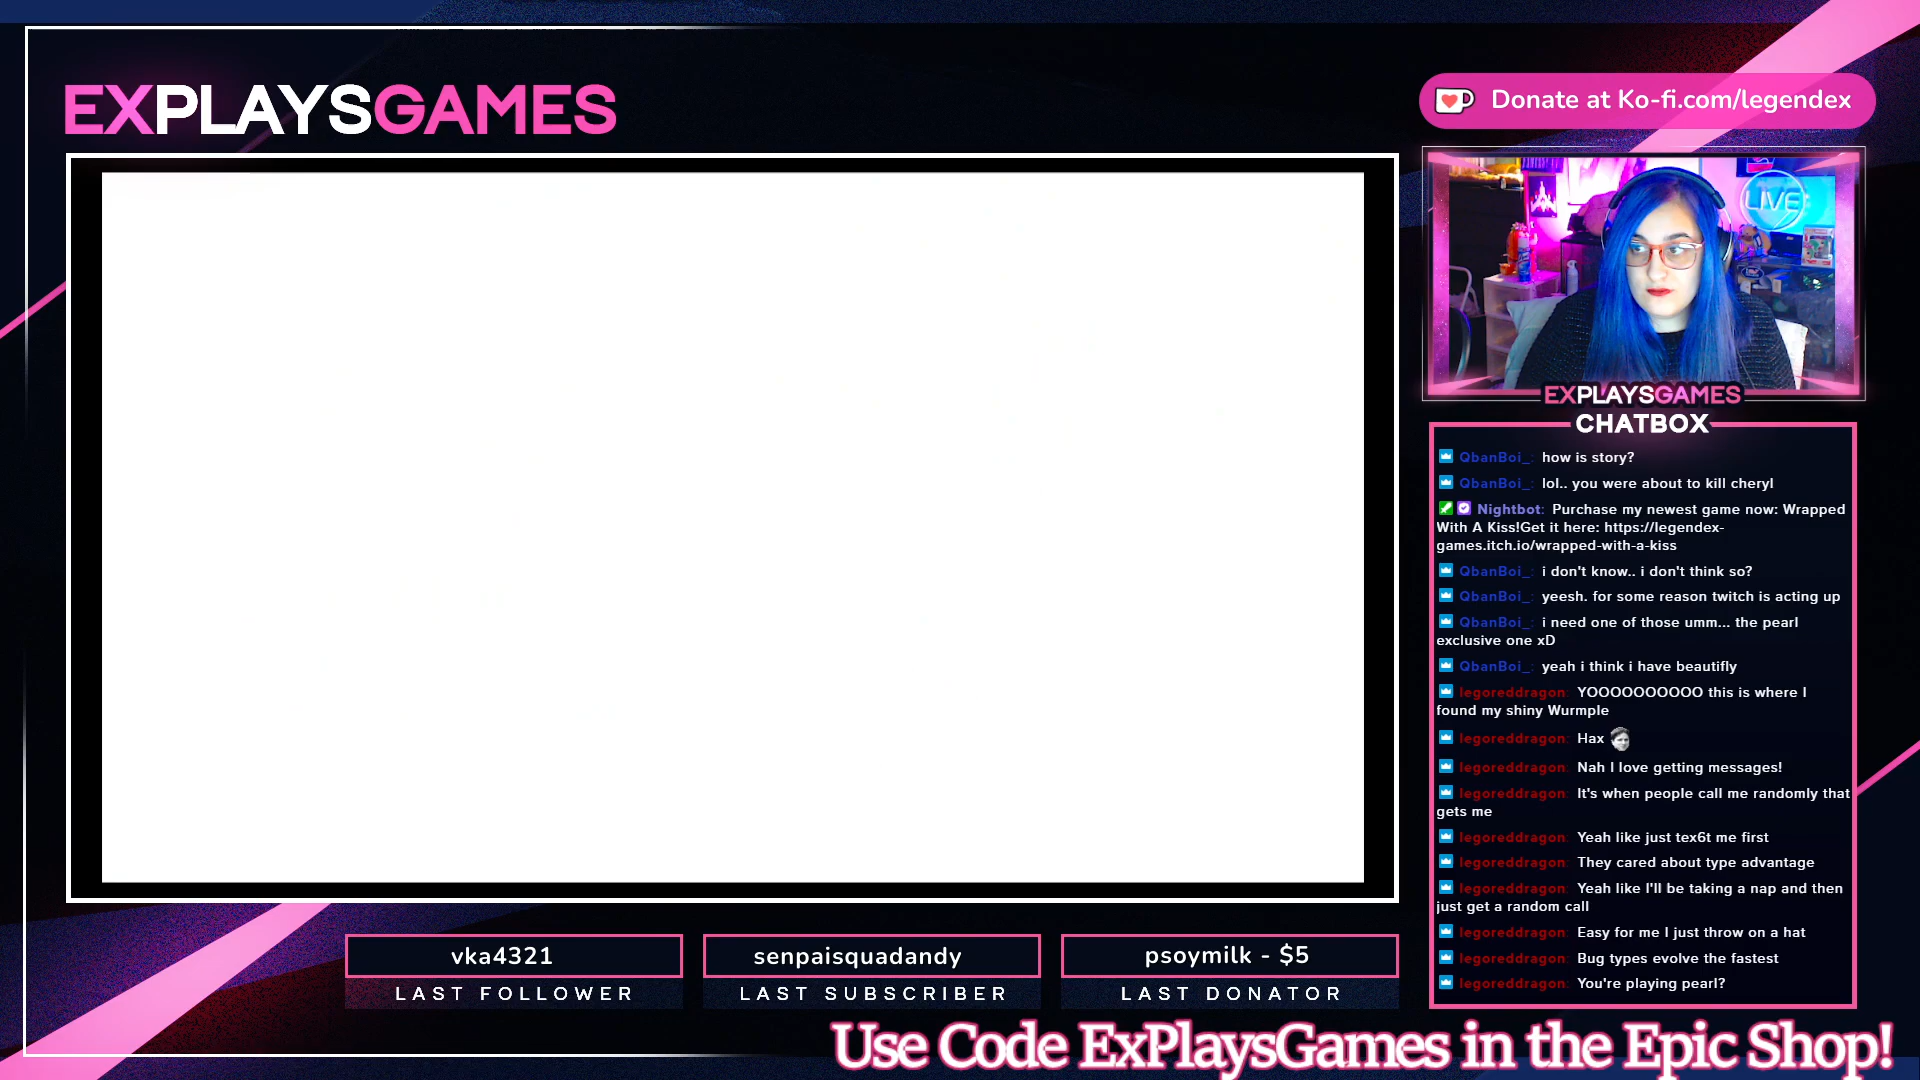 EXPLAYSGAMES
Donate at Ko-fi.com/legendex
LIVE
EXPLAYSGAMES
CHATBOX
QbanBoi_: how is story?
QbanBoi_: lol.. you were about to kill cheryl
Nightbot: Purchase my newest game now: Wrapped
With A Kiss!Get it here: https://legendex-
games.itch.io/wrapped-with-a-kiss
QbanBoi_: i don't know.. i don't think so?
QbanBoi_: yeesh. for some reason twitch is acting up
QbanBoi_: i need one of those umm... the pearl
exclusive one xD
QbanBoi_: yeah i think i have beautifly
legoreddragon: YOOOOOOOOOO this is where I
found my shiny Wurmple
legoreddragon: Hax
legoreddragon: Nah I love getting messages!
legoreddragon: It's when people call me randomly that
gets me
legoreddragon: Yeah like just tex6t me first
legoreddragon: They cared about type advantage
legoreddragon: Yeah like I'll be taking a nap and then
just get a random call
legoreddragon: Easy for me I just throw on a hat
legoreddragon: Bug types evolve the fastest
legoreddragon: You're playing pearl?
vka4321
LAST FOLLOWER
senpaisquadandy
LAST SUBSCRIBER
psoymilk - $5
LAST DONATOR
Use Code ExPlaysGames in the Epic Shop!